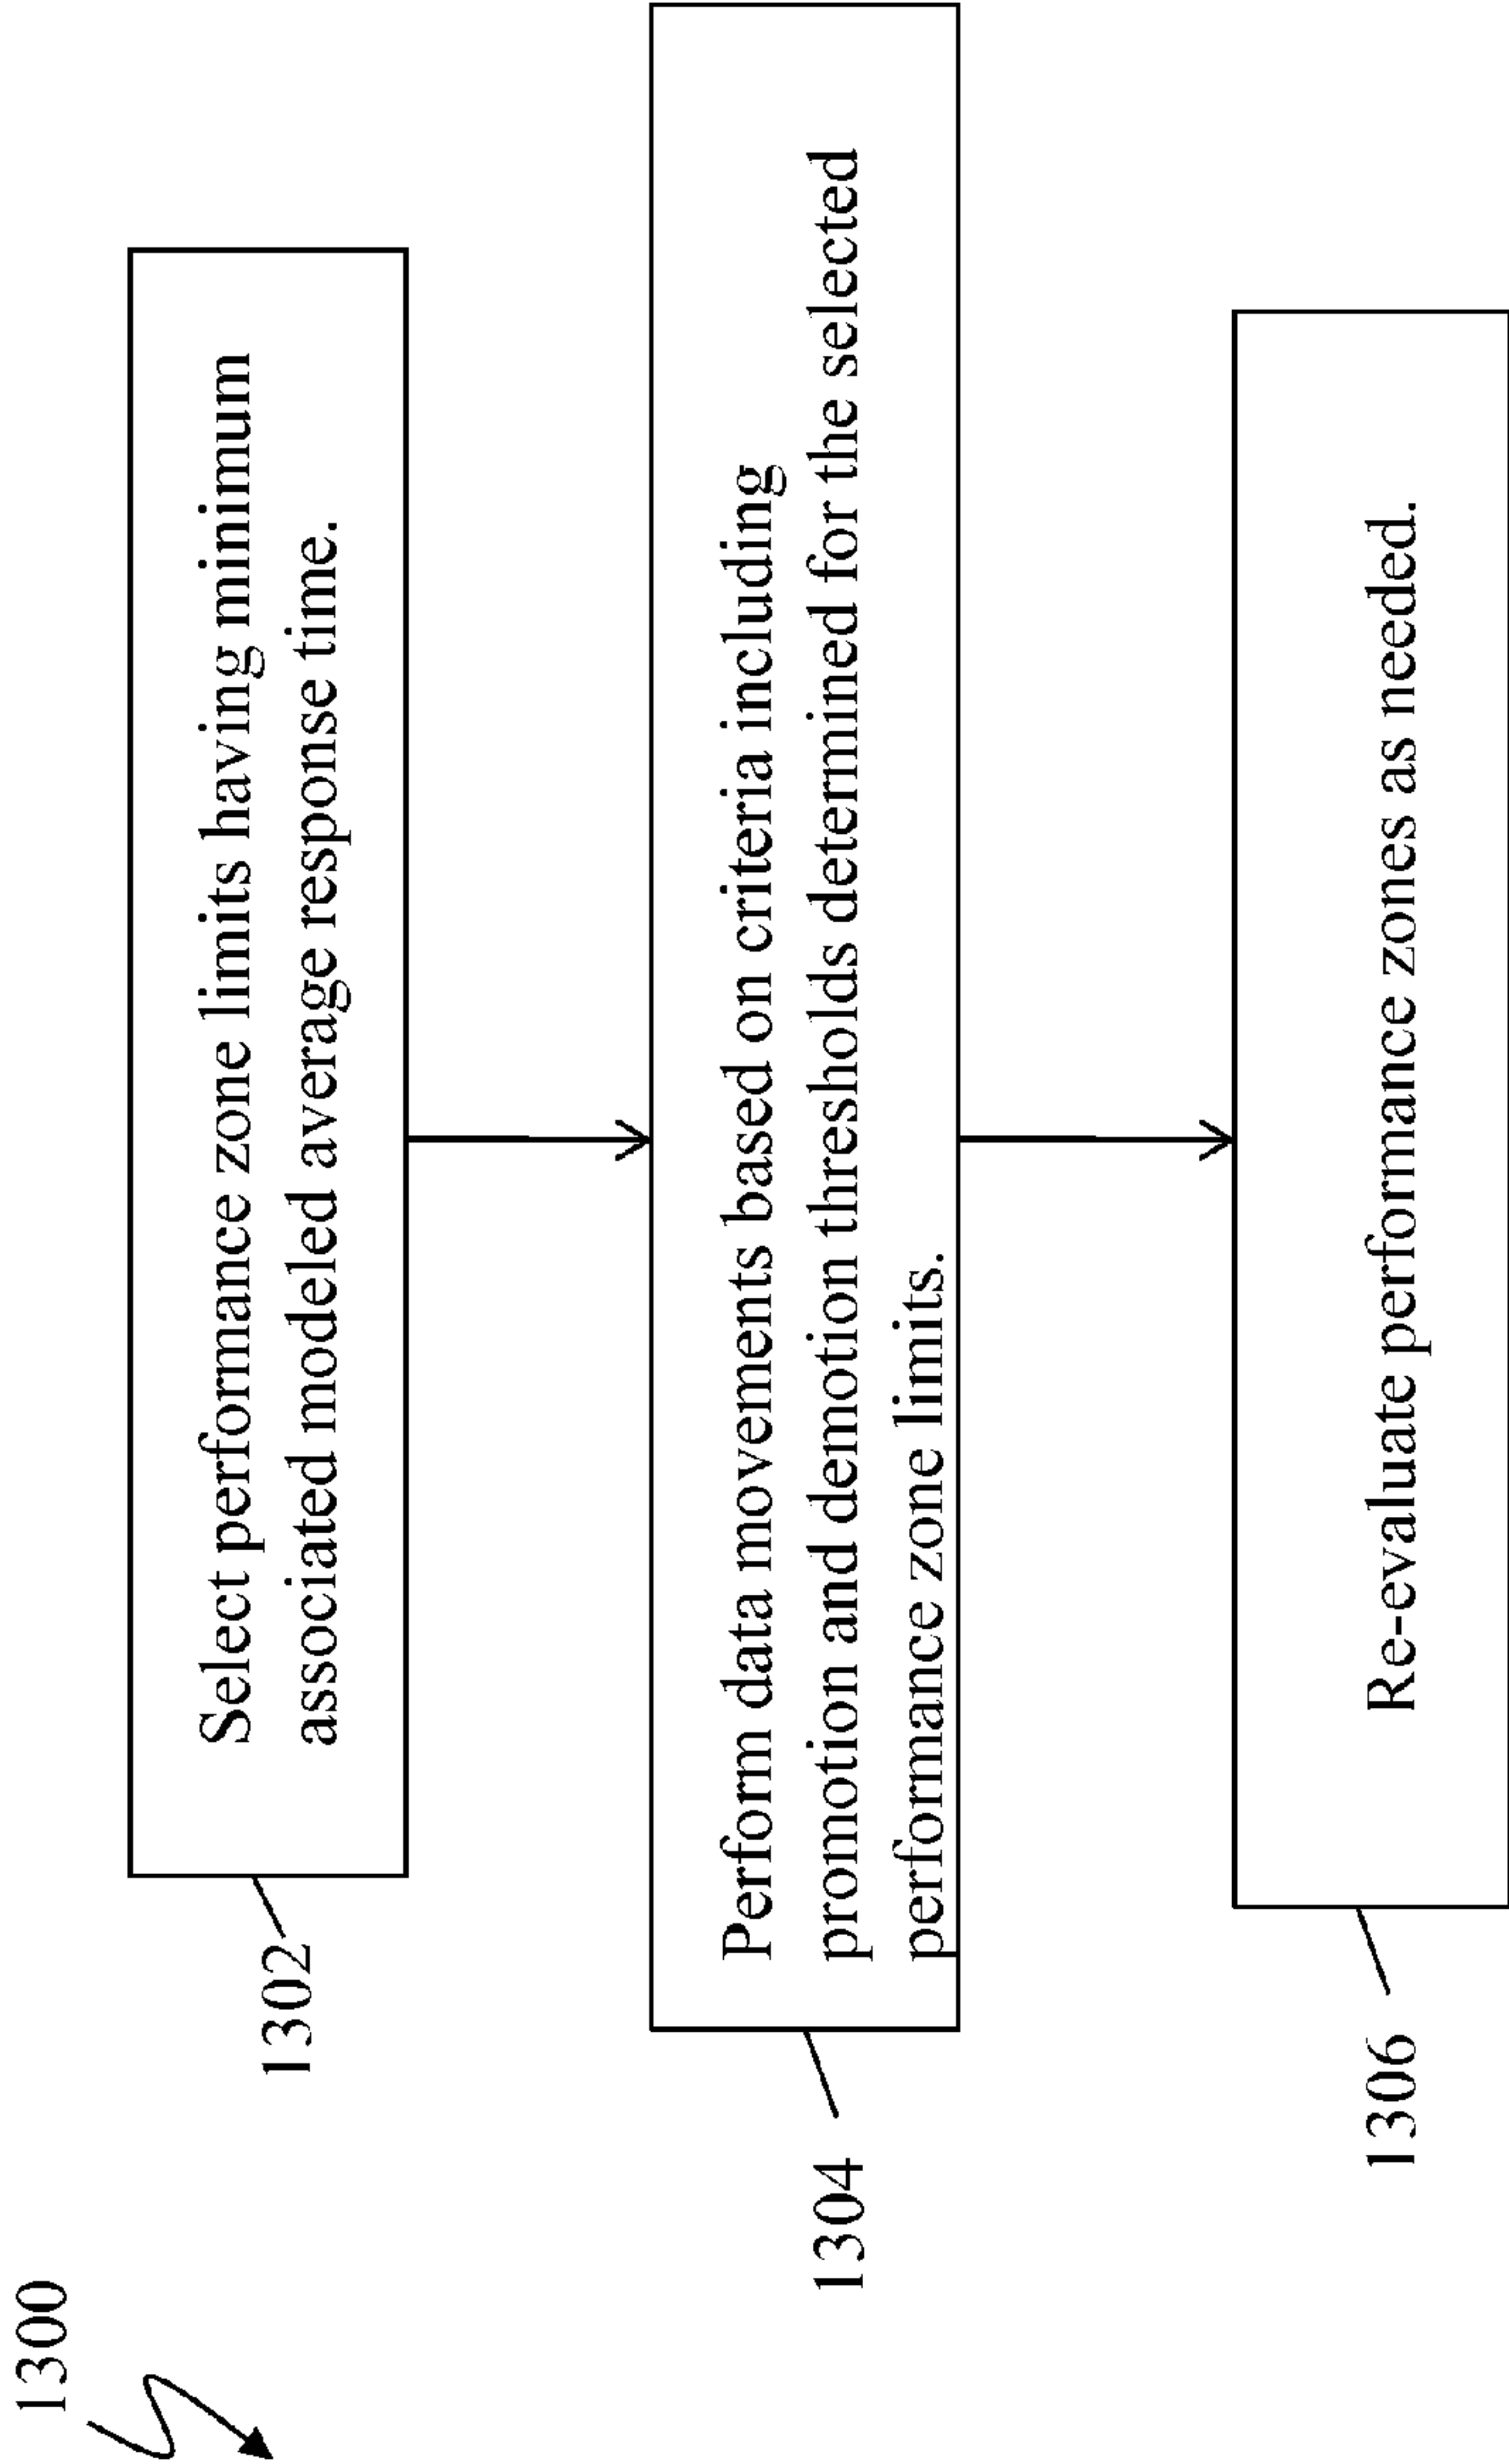 1300
1302
Select performance zone limits having minimum
associated modeled average response time.
1304
Perform data movements based on criteria including
promotion and demotion thresholds determined for the selected
performance zone limits.
1306
Re-evaluate performance zones as needed.